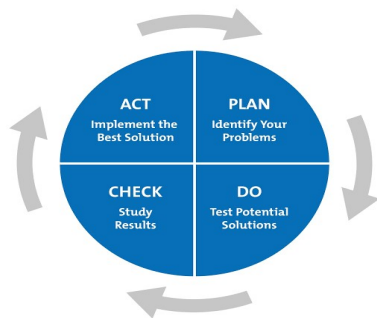 ACT
Implement the
Best Solution
PLAN
Identify Your
Problems
CHECK
Study
Results
DO
Test Potential
Solutions